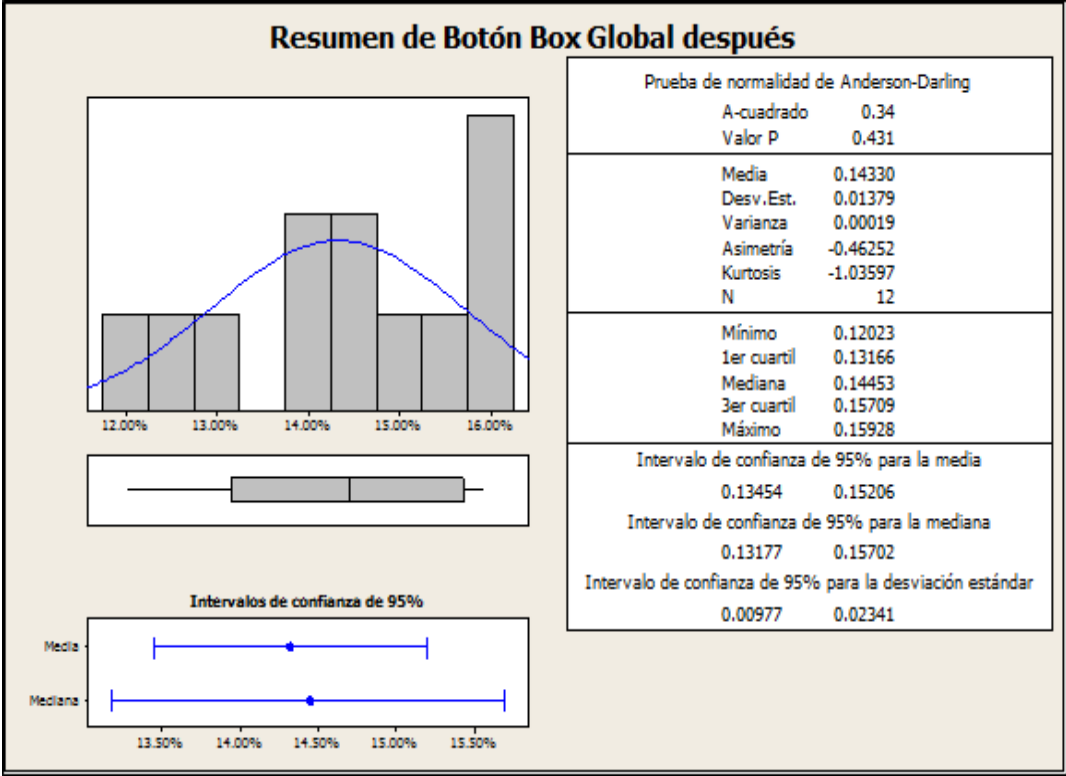 Resumen de Botón Box Global después
12.00% 13.00% 14.00% 15.00% 16.00%
Intervalos de confianza de 95%
Media
Mediana
13.50% 14.00% 14.50% 15.00% 15.50%
Prueba de normalidad de Anderson-Darling
A-cuadrado 0.34
Valor P 0.431
Media 0.14330
Desv.Est. 0.01379
Varianza 0.00019
Asimetría -0.46252
Kurtosis -1.03597
N 12
Mínimo 0.12023
1er cuartil 0.13166
Mediana 0.14453
3er cuartil 0.15709
Máximo 0.15928
Intervalo de confianza de 95% para la media
0.13454 0.15206
Intervalo de confianza de 95% para la mediana
0.13177 0.15702
Intervalo de confianza de 95% para la desviación estándar
0.00977 0.02341